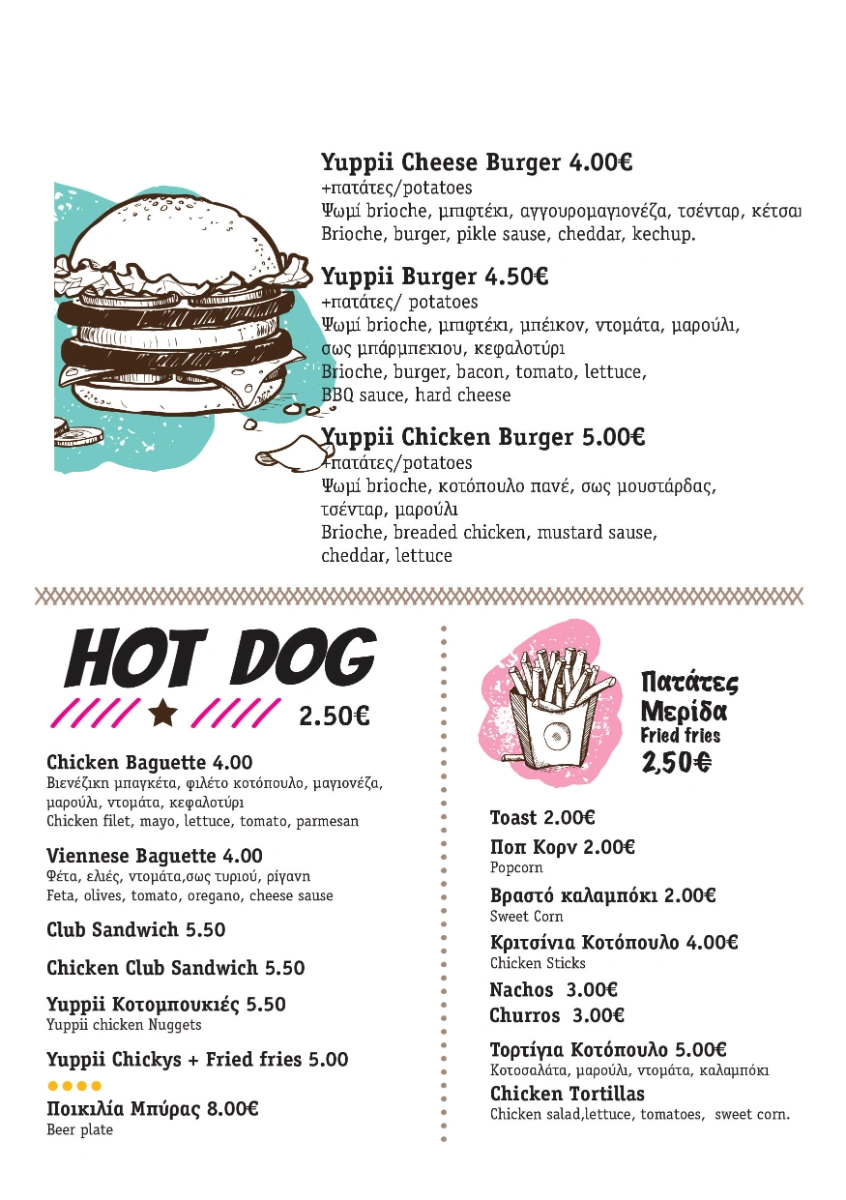 Yuppii Cheese Burger 4.00€
+πατάτες/potatoes
Ψωμί brioche, μπιφτέκι, αγγουρομαγιονέζα, τσένταρ, κέτσαι
Brioche, burger, pikle sause, cheddar, kechup.
Yuppii Burger 4.50€
+πατάτες/ potatoes
Ψωμί brioche, μπιφτέκι, μπέικον, ντομάτα, μαρούλι,
σως μπάρμπεκιου, κεφαλοτύρι
Brioche, burger, bacon, tomato, lettuce,
BBQ sauce, hard cheese
Yuppii Chicken Burger 5.00€
+πατάτες/potatoes
Ψωμί brioche, κοτόπουλο πανέ, σως μουστάρδας,
τσένταρ, μαρούλι
Brioche, breaded chicken, mustard sause,
cheddar, lettuce
HOT DOG
2.50€
Chicken Baguette 4.00
Βιενέζικη μπαγκέτα, φιλέτο κοτόπουλο, μαγιονέζα,
μαρούλι, ντομάτα, κεφαλοτύρι
Chicken filet, mayo, lettuce, tomato, parmesan
Viennese Baguette 4.00
Φέτα, ελιές, ντομάτα,σως τυριού, ρίγανη
Feta, olives, tomato, oregano, cheese sause
Club Sandwich 5.50
Chicken Club Sandwich 5.50
Yuppii Κοτομπουκιές 5.50
Yuppii chicken Nuggets
Yuppii Chickys + Fried fries 5.00
Ποικιλία Μπύρας 8.00€
Beer plate
Πατάτες
Μερίδα
Fried fries
2,50€
Toast 2.00€
Ποπ Κορν 2.00€
Popcorn
Βραστό καλαμπόκι 2.00€
Sweet Corn
Κριτσίνια Κοτόπουλο 4.00€
Chicken Sticks
Nachos 3.00€
Churros 3.00€
Τορτίγια Κοτόπουλο 5.00€
Κοτοσαλάτα, μαρούλι, ντομάτα, καλαμπόκι
Chicken Tortillas
Chicken salad,lettuce, tomatoes, sweet corn.